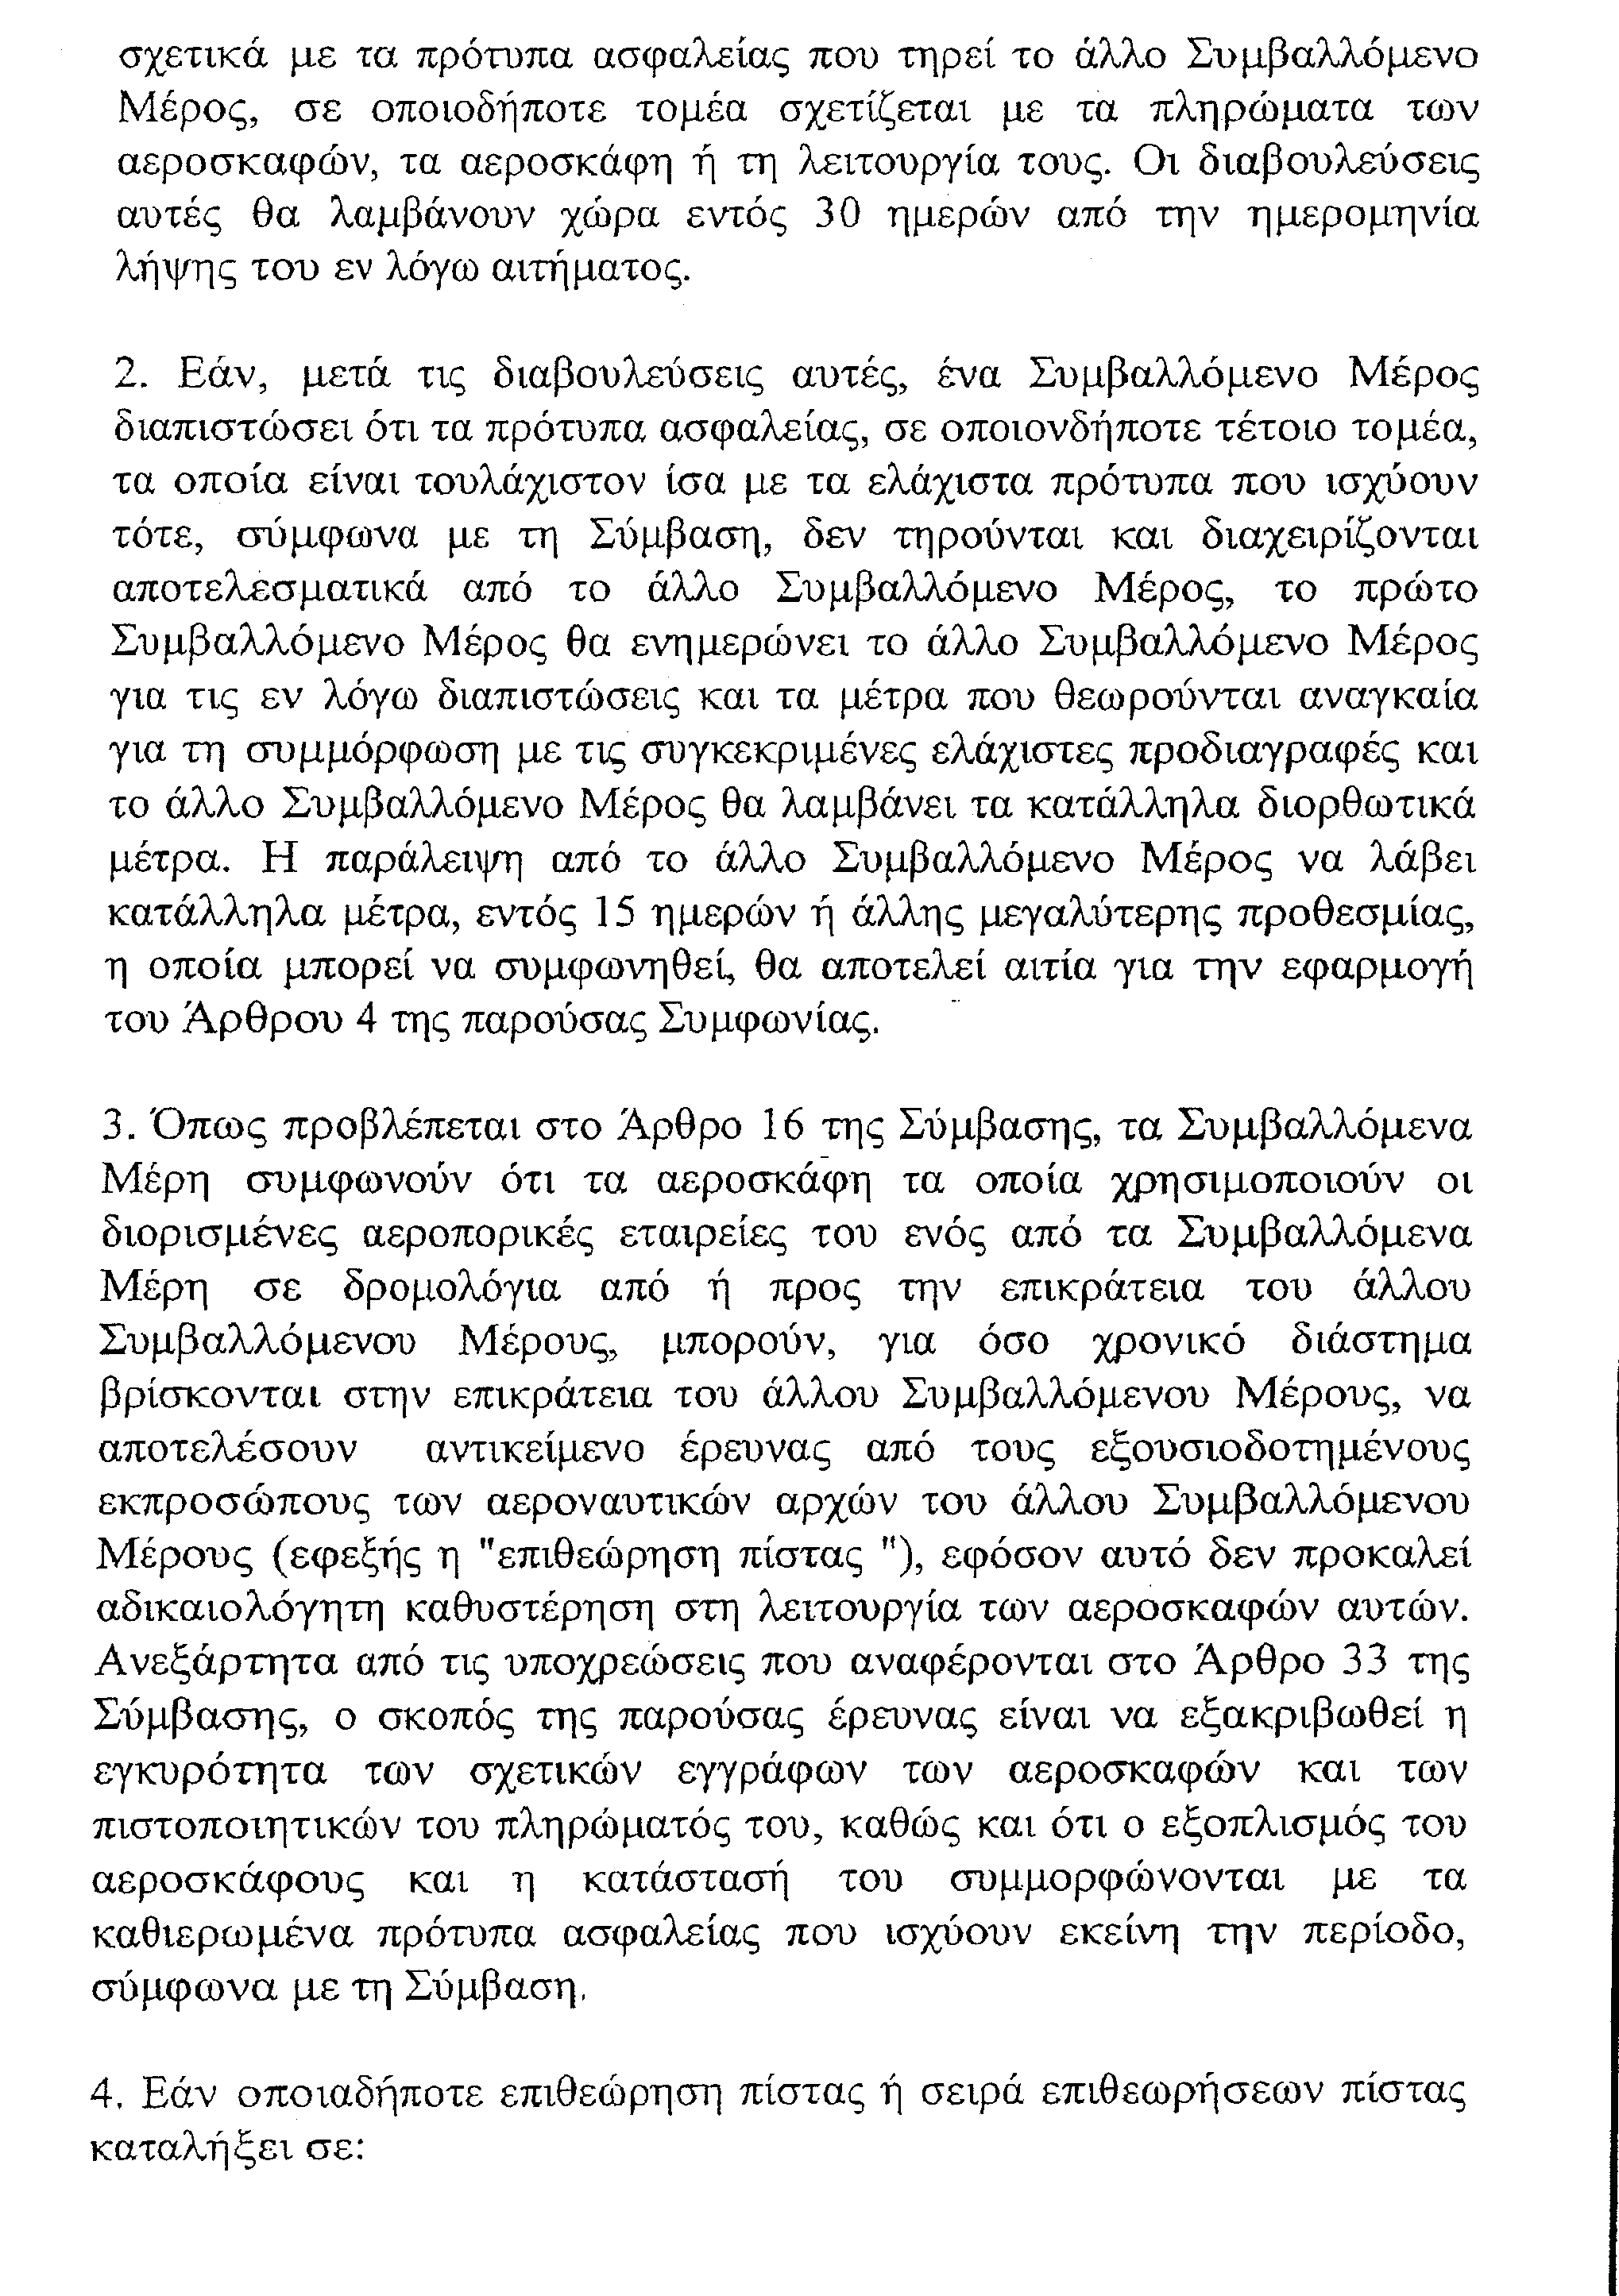 σχετικά με τα πρότυπα ασφαλείας που τηρεί το άλλο Συμβαλλόμενο
Μέρος, σε οποιοδήποτε τομέα σχετίζεται με τα πληρώματα των
αεροσκαφών, τα αεροσκάφη ή τη λειτουργία τους. Οι διαβουλεύσεις
αυτές θα λαμβάνουν χώρα εντός 30 ημερών από την ημερομηνία
λήψης του εν λόγω αιτήματος.
2. Εάν, μετά τις διαβουλεύσεις αυτές, ένα Συμβαλλόμενο Μέρος
διαπιστώσει ότι τα πρότυπα ασφαλείας, σε οποιονδήποτε τέτοιο τομέα,
τα οποία είναι τουλάχιστον ίσα με τα ελάχιστα πρότυπα που ισχύουν
τότε, σύμφωνα με τη Σύμβαση, δεν τηρούνται και διαχειρίζονται
αποτελεσματικά από το άλλο Συμβαλλόμενο Μέρος, το πρώτο
Συμβαλλόμενο Μέρος θα ενημερώνει το άλλο Συμβαλλόμενο Μέρος
για τις εν λόγω διαπιστώσεις και τα μέτρα που θεωρούνται αναγκαία
για τη συμμόρφωση με τις συγκεκριμένες ελάχιστες προδιαγραφές και
το άλλο Συμβαλλόμενο Μέρος θα λαμβάνει τα κατάλληλα διορθωτικά
μέτρα. Η παράλειψη από το άλλο Συμβαλλόμενο Μέρος να λάβει
κατάλληλα μέτρα, εντός 15 ημερών ή άλλης μεγαλύτερης προθεσμίας,
η οποία μπορεί να συμφωνηθεί, θα αποτελεί αιτία για την εφαρμογή
του Άρθρου 4 της παρούσας Συμφωνίας.
3. Όπως προβλέπεται στο Άρθρο 16 της Σύμβασης, τα Συμβαλλόμενα
Μέρη συμφωνούν ότι τα αεροσκάφη τα οποία χρησιμοποιούν οι
διορισμένες αεροπορικές εταιρείες του ενός από τα Συμβαλλόμενα
Μέρη σε δρομολόγια από ή προς την επικράτεια του άλλου
Συμβαλλόμενου Μέρους, μπορούν, για όσο χρονικό διάστημα
βρίσκονται στην επικράτεια του άλλου Συμβαλλόμενου Μέρους, να
αποτελέσουν αντικείμενο έρευνας από τους εξουσιοδοτημένους
εκπροσώπους των αεροναυτικών αρχών του άλλου Συμβαλλόμενου
Μέρους (εφεξής η "επιθεώρηση πίστας "), εφόσον αυτό δεν προκαλεί
αδικαιολόγητη καθυστέρηση στη λειτουργία των αεροσκαφών αυτών.
Ανεξάρτητα από τις υποχρεώσεις που αναφέρονται στο Άρθρο 33 της
Σύμβασης, ο σκοπός της παρούσας έρευνας είναι να εξακριβωθεί η
εγκυρότητα των σχετικών εγγράφων των αεροσκαφών και των
πιστοποιητικών του πληρώματός του, καθώς και ότι ο εξοπλισμός του
αεροσκάφους και η κατάστασή του συμμορφώνονται με τα
καθιερωμένα πρότυπα ασφαλείας που ισχύουν εκείνη την περίοδο,
σύμφωνα με τη Σύμβαση.
4. Εάν οποιαδήποτε επιθεώρηση πίστας ή σειρά επιθεωρήσεων πίστας
καταλήξει σε: